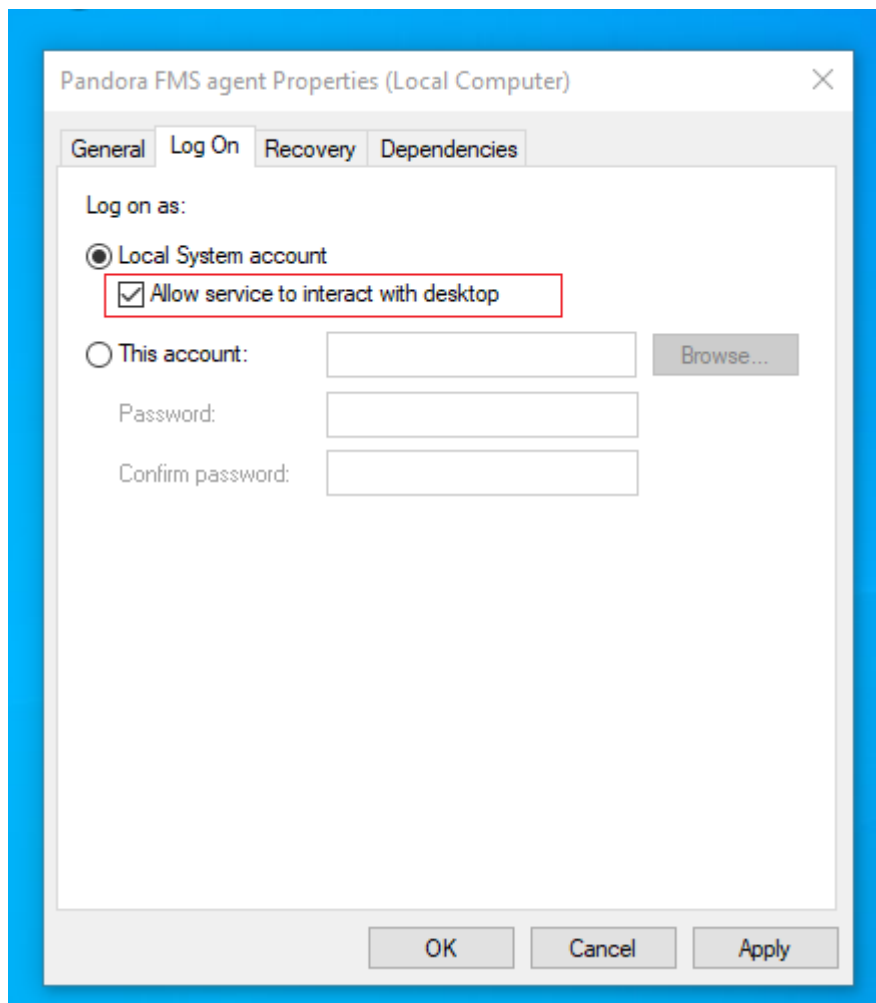 Pandora FMS agent Properties (Local Computer)
General Log On Recovery Dependencies
Log on as:
Local System account
Allow service to interact with desktop
This account: Browse...
Password:
Confirm password:
OK Cancel Apply